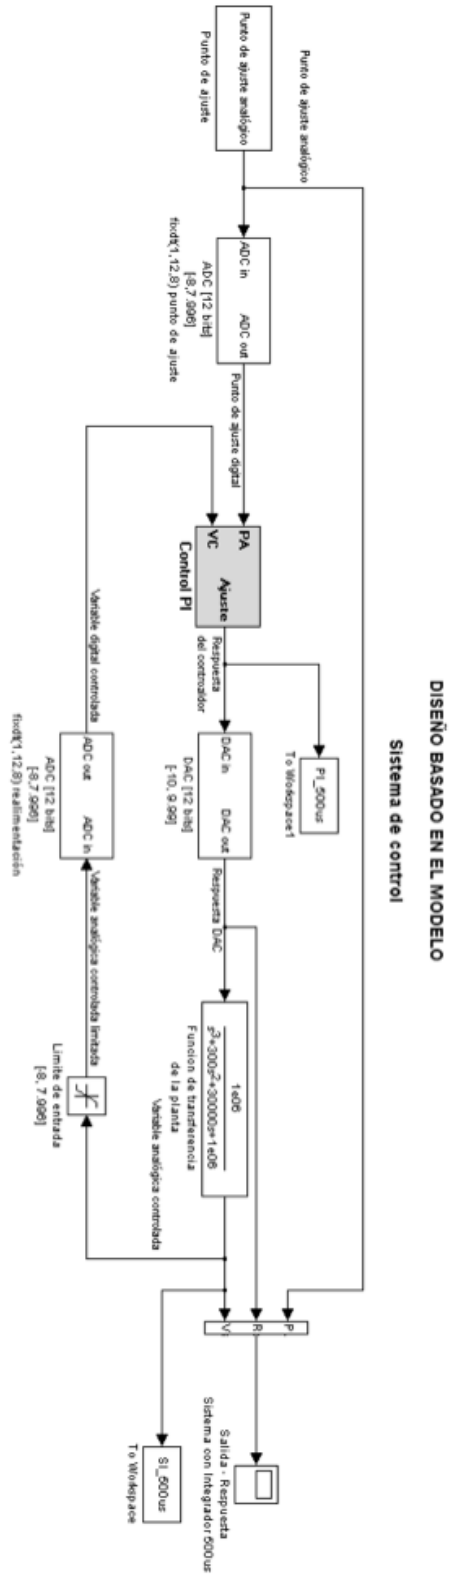 DISEÑO BASADO EN EL MODELO
Sistema de control
Punto de ajuste analógico
Punto de ajuste analógico
Punto de ajuste
ADC in
ADC out
ADC [12 bits]
[-8,7.996]
fixdt(1,12,8) punto de ajuste
Punto de ajuste digital
PA
VC
Ajuste
Control PI
Respuesta
del controaldor
PI_500us
To Workspace1
DAC in
DAC out
DAC [12 bits]
[-10, 9.99]
Respuesta DAC
1e06
s³+300s²+30000s+1e06
Funcion de transferencia
de la planta
Variable analógica controlada
Limite de entrada
[-8, 7.996]
Variable analógica controlada limitada
ADC in
ADC out
ADC [12 bits]
[-8,7.996]
fixdt(1,12,8) realimentación
Variable digital controlada
P.
R
V
Salida - Respuesta
Sistema con Integrador 500us
SI_500us
To Workspace